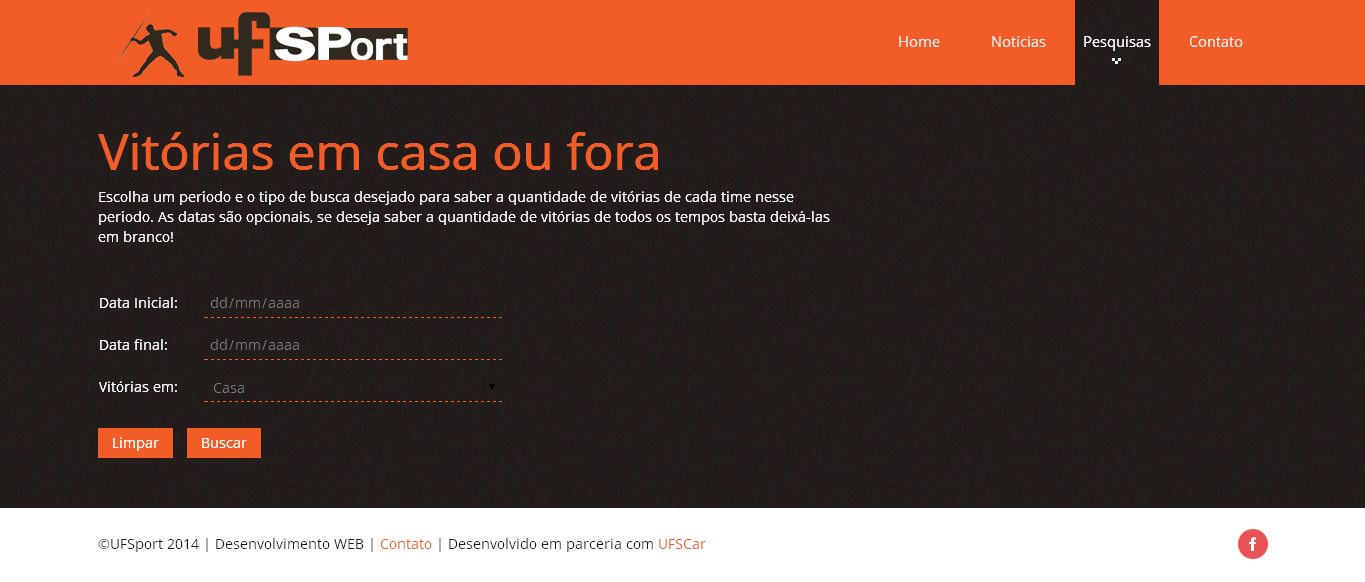 ufSPort
Home Notícias Pesquisas Contato
Vitórias em casa ou fora
Escolha um período e o tipo de busca desejado para saber a quantidade de vitórias de cada time nesse
período. As datas são opcionais, se deseja saber a quantidade de vitórias de todos os tempos basta deixá-las
em branco!
Data Inicial: dd/mm/aaaa
Data final: dd/mm/aaaa
Vitórias em: Casa
Limpar Buscar
©UFSport 2014 | Desenvolvimento WEB | Contato | Desenvolvido em parceria com UFSCar
f